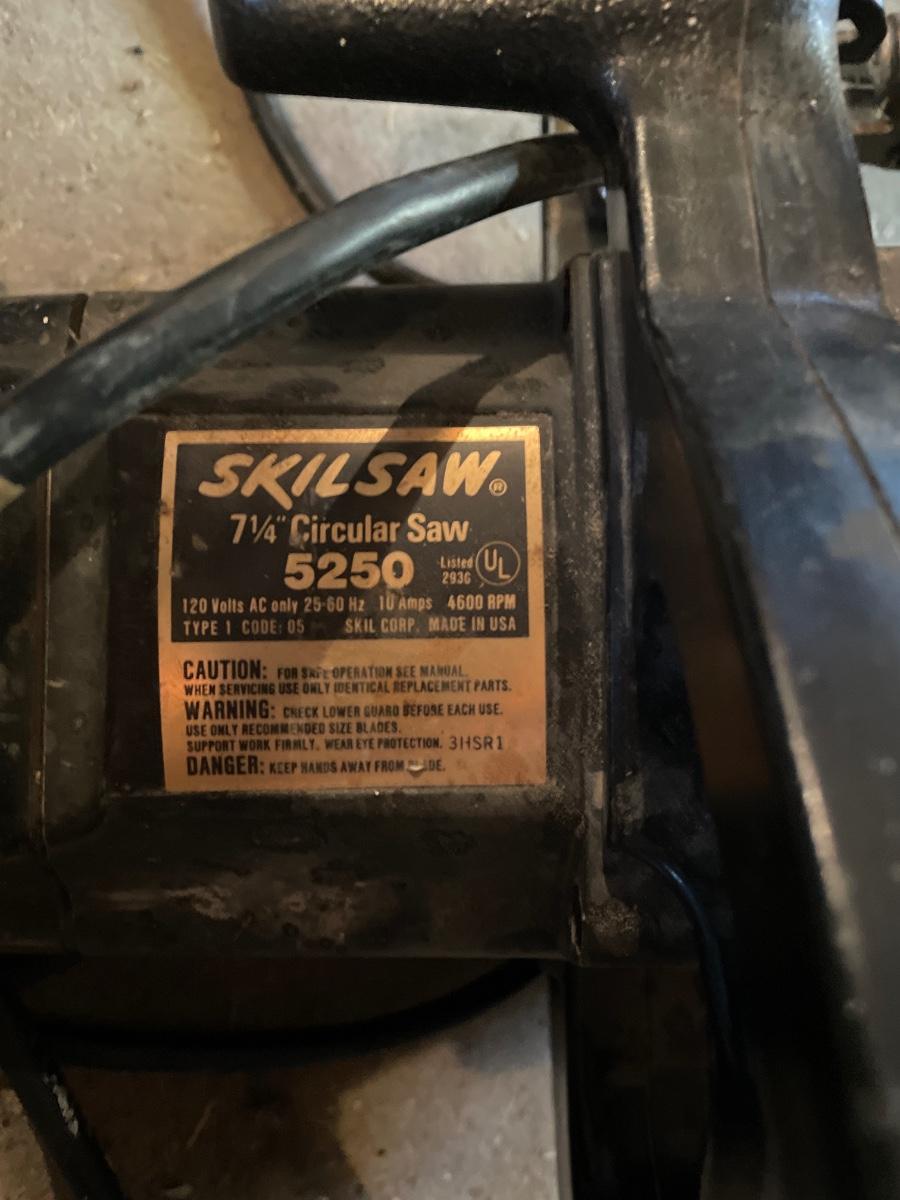 SKILSAW®
7¼" Circular Saw
5250 Listed 293G UL
120 Volts AC only 25-60 Hz 10 Amps 4600 RPM
TYPE 1 CODE: 05 SKIL CORP. MADE IN USA
CAUTION: FOR SAFE OPERATION SEE MANUAL.
WHEN SERVICING USE ONLY IDENTICAL REPLACEMENT PARTS.
WARNING: CHECK LOWER GUARD BEFORE EACH USE.
USE ONLY RECOMMENDED SIZE BLADES.
SUPPORT WORK FIRMLY. WEAR EYE PROTECTION. 3HSR1
DANGER: KEEP HANDS AWAY FROM BLADE.